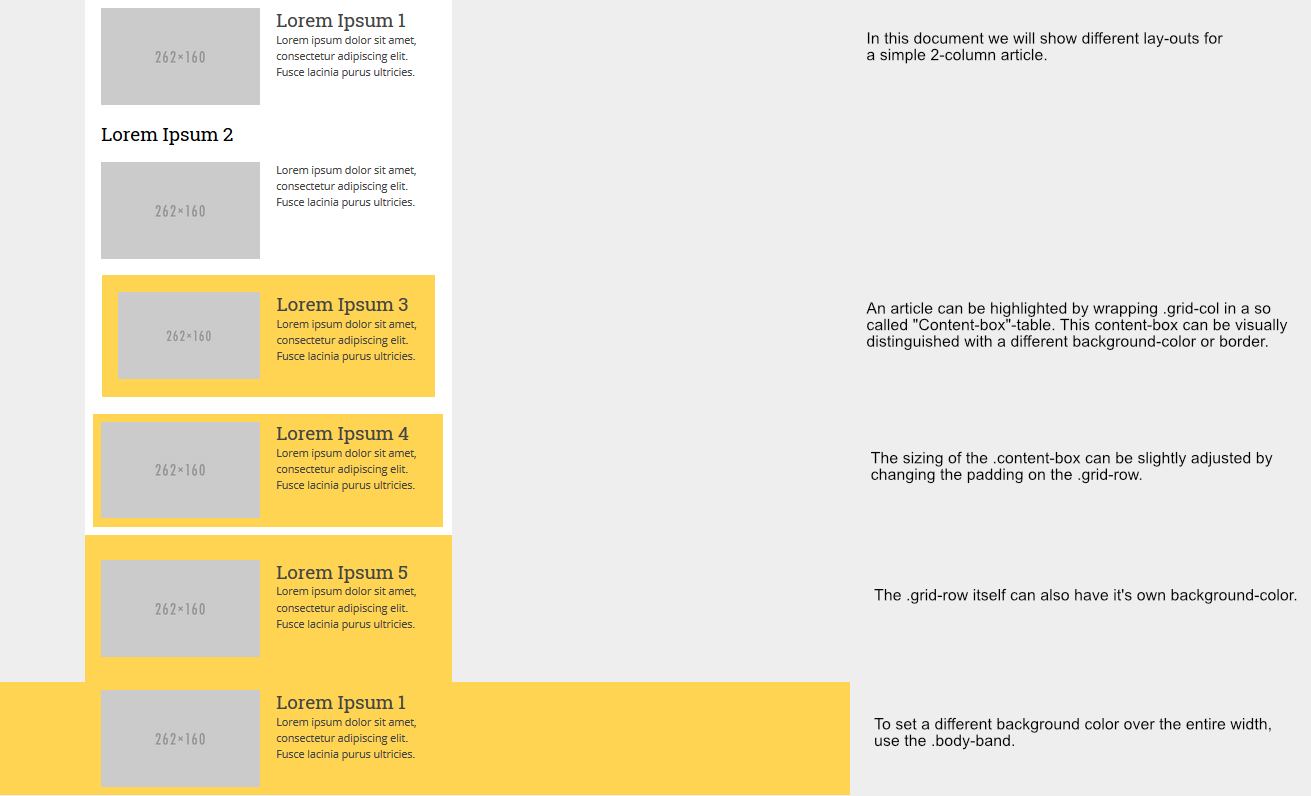 262×160
Lorem Ipsum 1
Lorem ipsum dolor sit amet,
consectetur adipiscing elit.
Fusce lacinia purus ultricies.
In this document we will show different lay-outs for
a simple 2-column article.
Lorem Ipsum 2
262×160
Lorem ipsum dolor sit amet,
consectetur adipiscing elit.
Fusce lacinia purus ultricies.
262×160
Lorem Ipsum 3
Lorem ipsum dolor sit amet,
consectetur adipiscing elit.
Fusce lacinia purus ultricies.
An article can be highlighted by wrapping .grid-col in a so
called "Content-box"-table. This content-box can be visually
distinguished with a different background-color or border.
262×160
Lorem Ipsum 4
Lorem ipsum dolor sit amet,
consectetur adipiscing elit.
Fusce lacinia purus ultricies.
The sizing of the .content-box can be slightly adjusted by
changing the padding on the .grid-row.
262×160
Lorem Ipsum 5
Lorem ipsum dolor sit amet,
consectetur adipiscing elit.
Fusce lacinia purus ultricies.
The .grid-row itself can also have it's own background-color.
262×160
Lorem Ipsum 1
Lorem ipsum dolor sit amet,
consectetur adipiscing elit.
Fusce lacinia purus ultricies.
To set a different background color over the entire width,
use the .body-band.